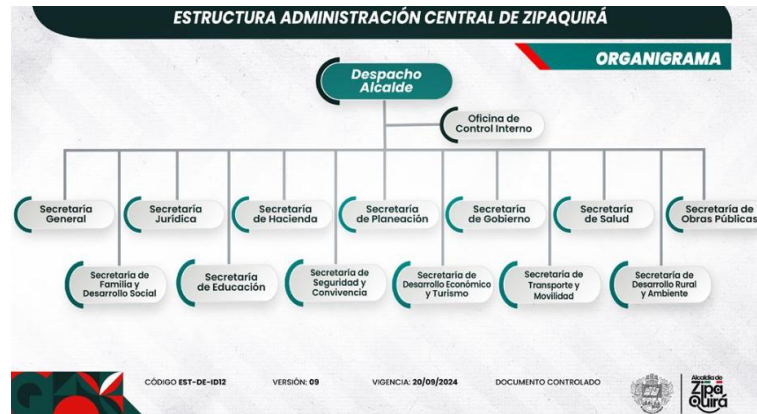 ESTRUCTURA ADMINISTRACIÓN CENTRAL DE ZIPAQUIRÁ
ORGANIGRAMA
Despacho
Alcalde
Oficina de
Control Interno
Secretaría
General
Secretaría
Jurídica
Secretaría
de Hacienda
Secretaría
de Planeación
Secretaría
de Gobierno
Secretaría
de Salud
Secretaría de
Obras Públicas
Secretaría de
Familia y
Desarrollo Social
Secretaría
de Educación
Secretaría de
Seguridad y
Convivencia
Secretaría de
Desarrollo Económico
y Turismo
Secretaría de
Transporte y
Movilidad
Secretaría de
Desarrollo Rural
y Ambiente
CÓDIGO EST-DE-ID12
VERSIÓN: 09
VIGENCIA: 20/09/2024
DOCUMENTO CONTROLADO
Alcaldía de
Zipa
Quirá